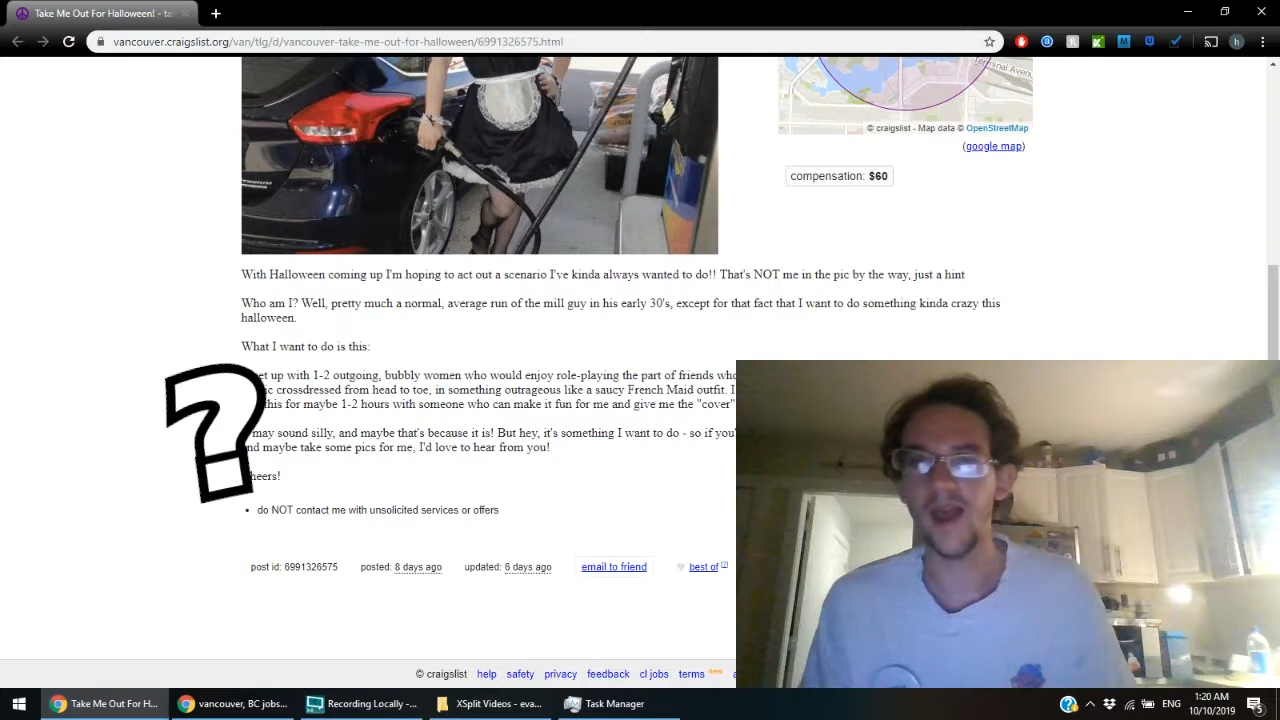 Take Me Out For Halloween! - ta
vancouver.craigslist.org/van/tlg/d/vancouver-take-me-out-for-halloween/6991326575.html
Terminal Aven
© craigslist - Map data © OpenStreetMap
(google map)
compensation: $60
With Halloween coming up I'm hoping to act out a scenario I've kinda always wanted to do!! That's NOT me in the pic by the way, just a hint
Who am I? Well, pretty much a normal, average run of the mill guy in his early 30's, except for that fact that I want to do something kinda crazy this
halloween.
What I want to do is this:
et up with 1-2 outgoing, bubbly women who would enjoy role-playing the part of friends who
ic crossdressed from head to toe, in something outrageous like a saucy French Maid outfit. I
this for maybe 1-2 hours with someone who can make it fun for me and give me the "cover"
may sound silly, and maybe that's because it is! But hey, it's something I want to do - so if you'
nd maybe take some pics for me, I'd love to hear from you!
heers!
?
• do NOT contact me with unsolicited services or offers
post id: 6991326575 posted: 8 days ago updated: 6 days ago email to friend best of [?]
© craigslist help safety privacy feedback cl jobs terms new a
Take Me Out For H... vancouver, BC jobs... Recording Locally -... XSplit Videos - eva... Task Manager ENG 1:20 AM
10/10/2019